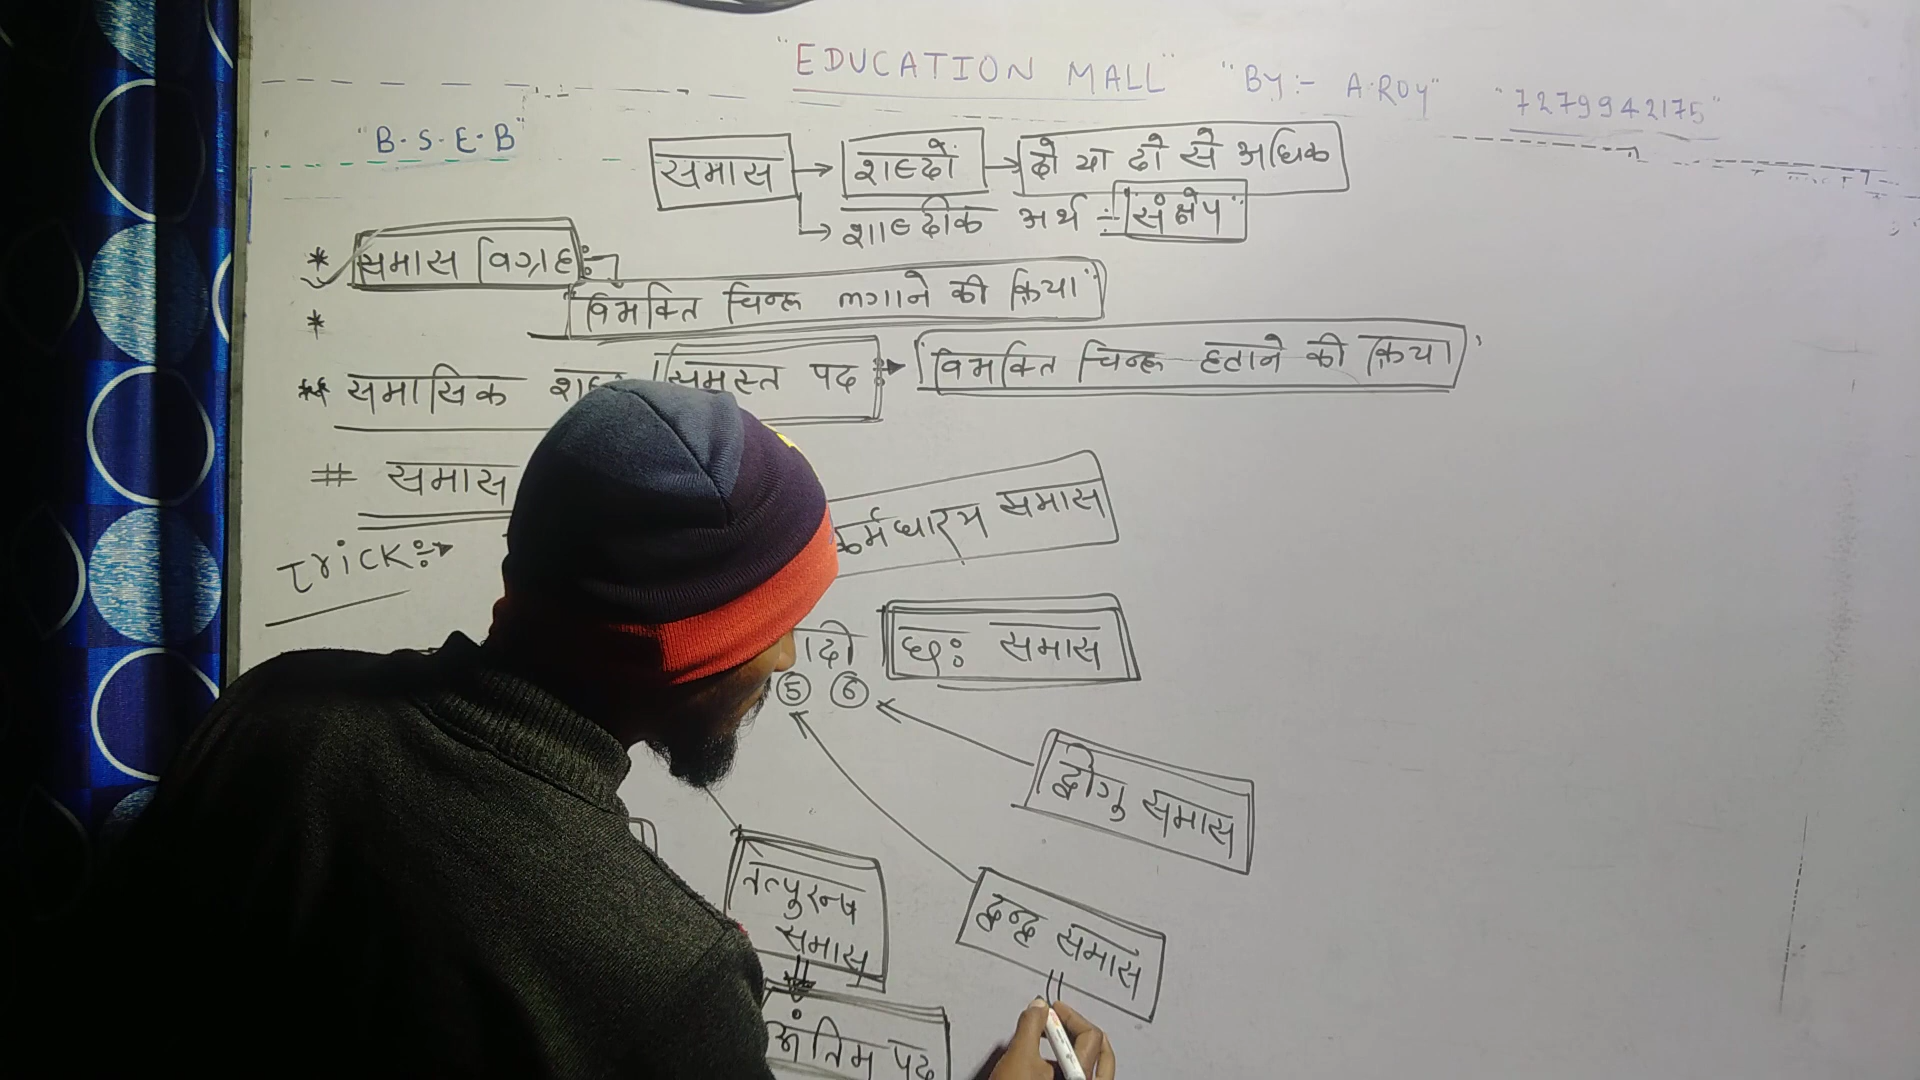 "EDUCATION MALL" "BY:- A.ROY" "7279942175"
"B.S.E.B"
समास → शब्दों → दो या दो से अधिक
↳ शाब्दीक अर्थ :- "संक्षेप"
* समास विग्रह :-
"विभक्ति चिन्ह लगाने की क्रिया"
*
** समासिक समस्त पद :→ विभक्ति चिन्ह हटाने की क्रिया
# समास
Trick:→
कर्मधारय समास
छः समास
5 6
द्वीगु समास
तत्पुरूष
समास
द्वन्द्व समास
अंतिम पद